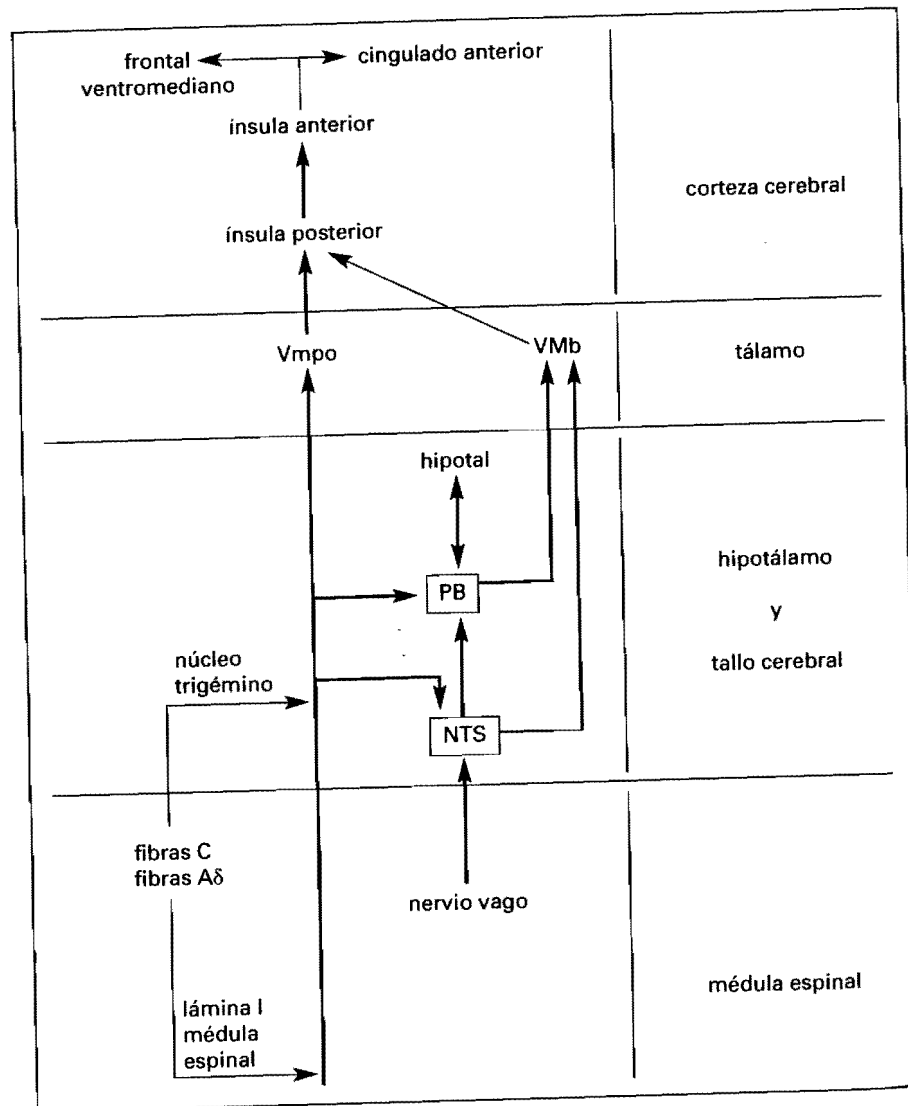 frontal
ventromediano
cingulado anterior
ínsula anterior
corteza cerebral
ínsula posterior
Vmpo
VMb
tálamo
hipotal
hipotálamo
PB
y
núcleo
trigémino
tallo cerebral
NTS
fibras C
fibras Aδ
nervio vago
médula espinal
lámina I
médula
espinal